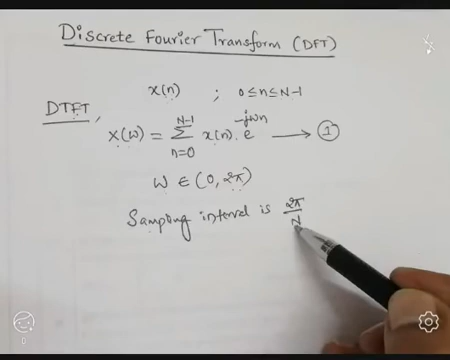 Discrete Fourier Transform (DFT)
x(n) ; 0 ≤ n ≤ N-1
DTFT,
X(ω) = Σ_{n=0}^{N-1} x(n). e^{-jωn} → ①
ω ∈ (0, 2π)
Sampling interval is 2π/N